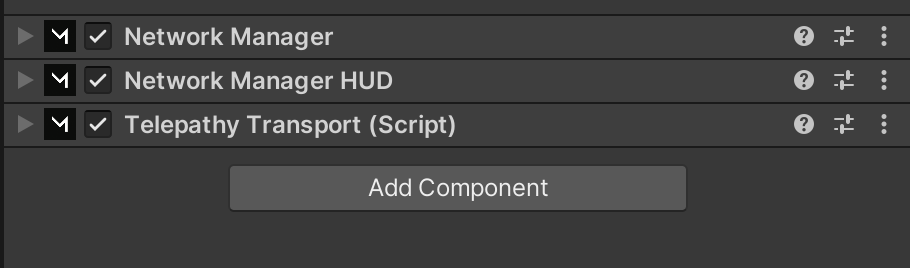 Network Manager
Network Manager HUD
Telepathy Transport (Script)
Add Component